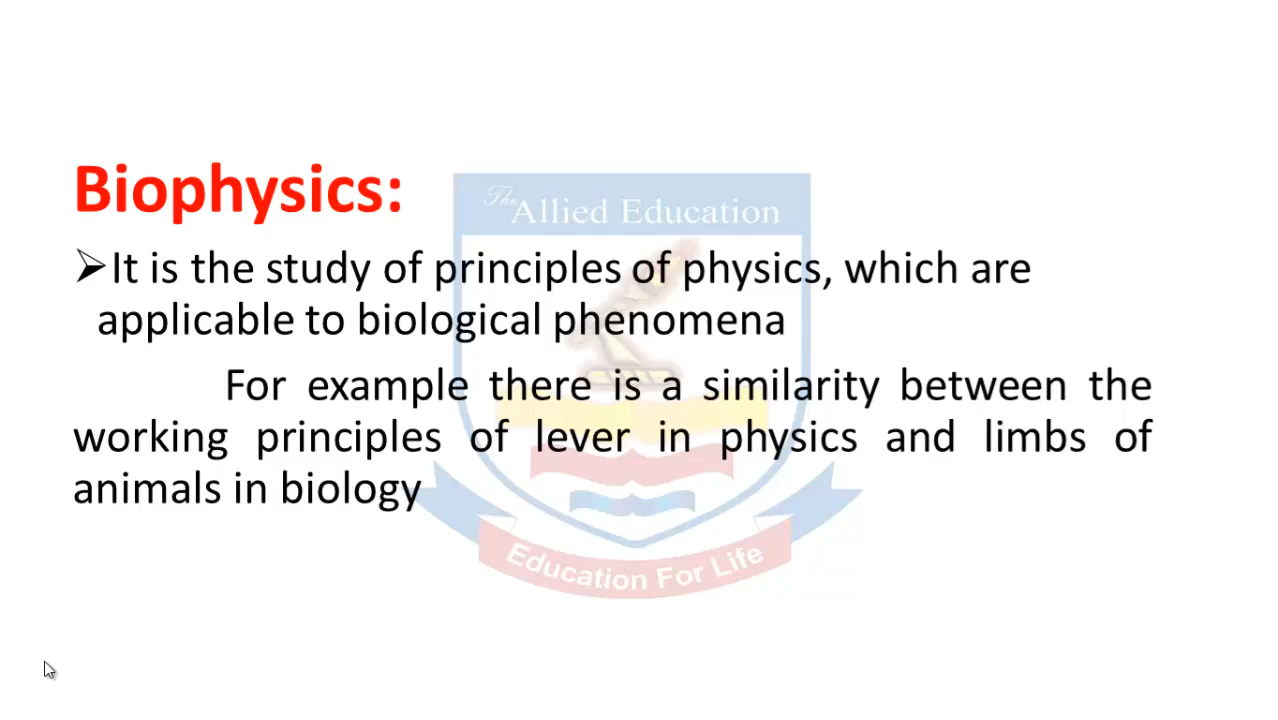 Biophysics:
The
Allied Education
➢It is the study of principles of physics, which are
applicable to biological phenomena
For example there is a similarity between the
working principles of lever in physics and limbs of
animals in biology
Education For Life